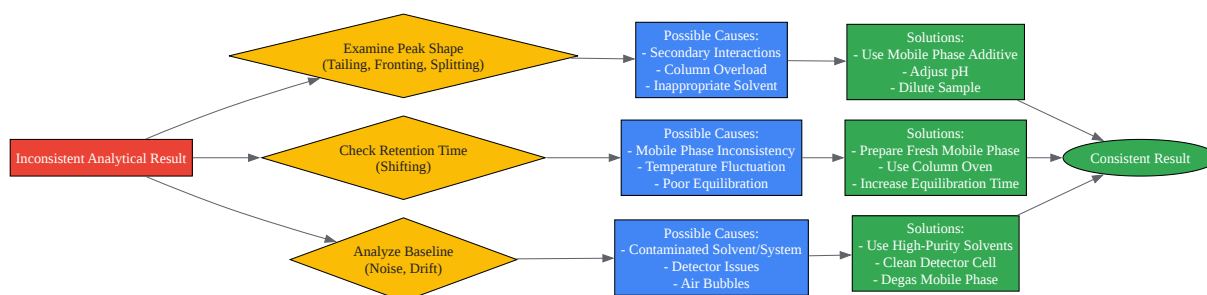 Inconsistent Analytical Result
Examine Peak Shape
(Tailing, Fronting, Splitting)
Possible Causes:
- Secondary Interactions
- Column Overload
- Inappropriate Solvent
Solutions:
- Use Mobile Phase Additive
- Adjust pH
- Dilute Sample
Check Retention Time
(Shifting)
Possible Causes:
- Mobile Phase Inconsistency
- Temperature Fluctuation
- Poor Equilibration
Solutions:
- Prepare Fresh Mobile Phase
- Use Column Oven
- Increase Equilibration Time
Analyze Baseline
(Noise, Drift)
Possible Causes:
- Contaminated Solvent/System
- Detector Issues
- Air Bubbles
Solutions:
- Use High-Purity Solvents
- Clean Detector Cell
- Degas Mobile Phase
Consistent Result